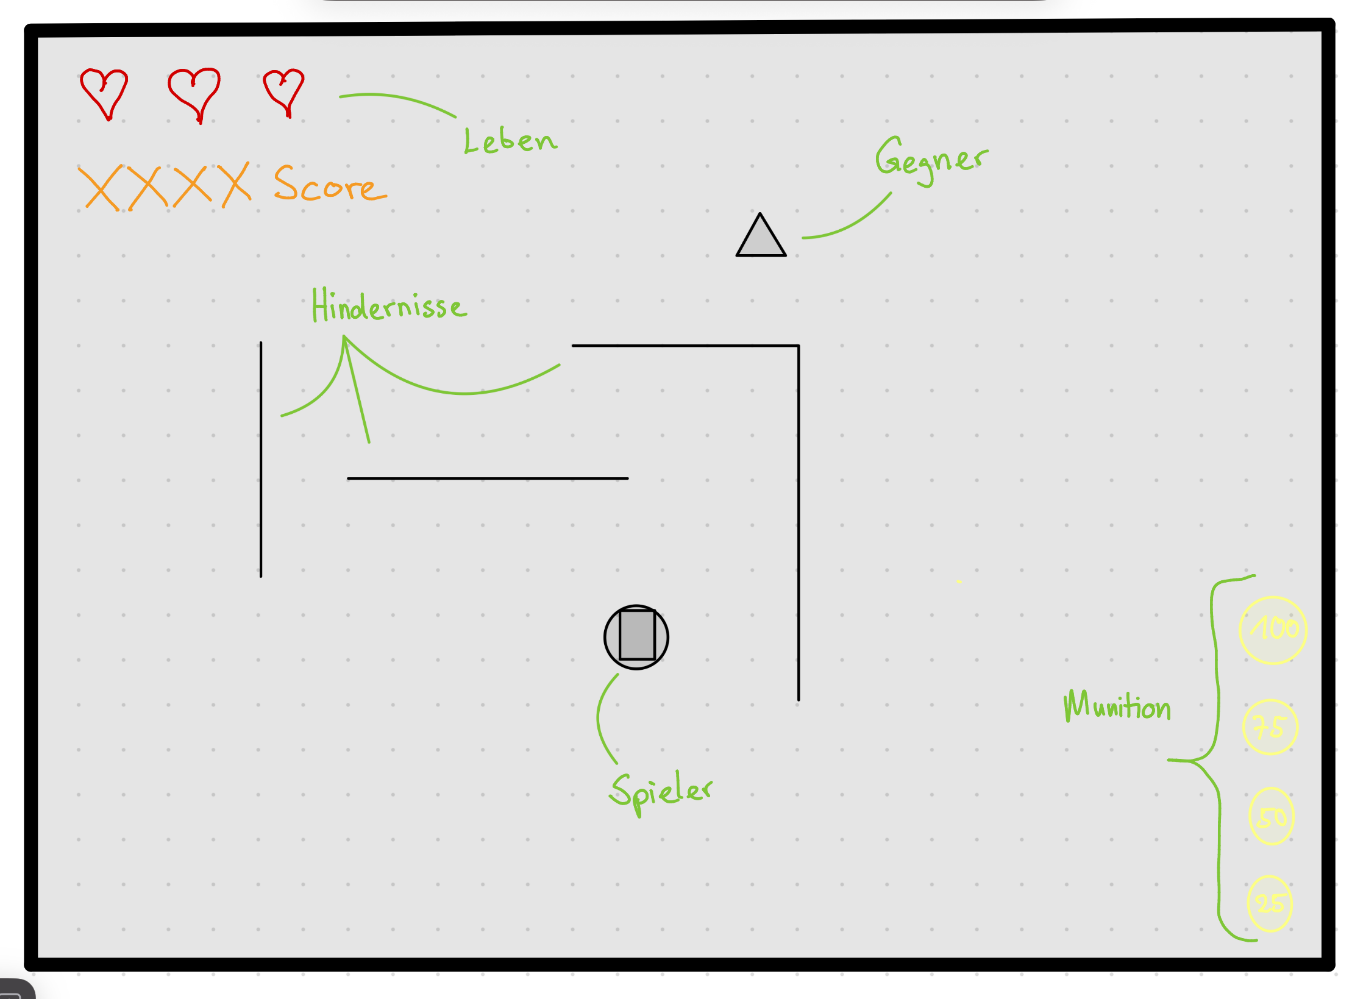 Leben
XXXX Score
Gegner
Hindernisse
100
75
Munition
50
25
Spieler